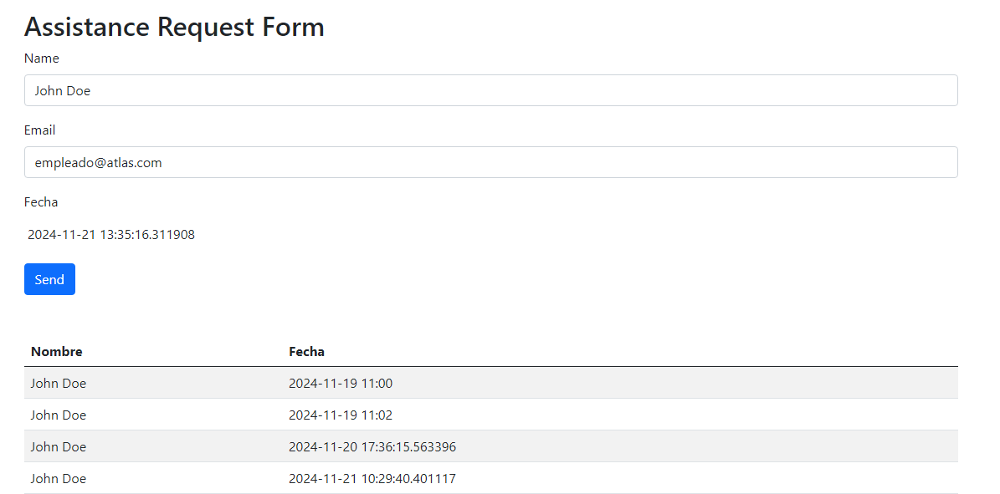 Assistance Request Form
Name
John Doe
Email
empleado@atlas.com
Fecha
2024-11-21 13:35:16.311908
Send
Nombre Fecha
John Doe 2024-11-19 11:00
John Doe 2024-11-19 11:02
John Doe 2024-11-20 17:36:15.563396
John Doe 2024-11-21 10:29:40.401117